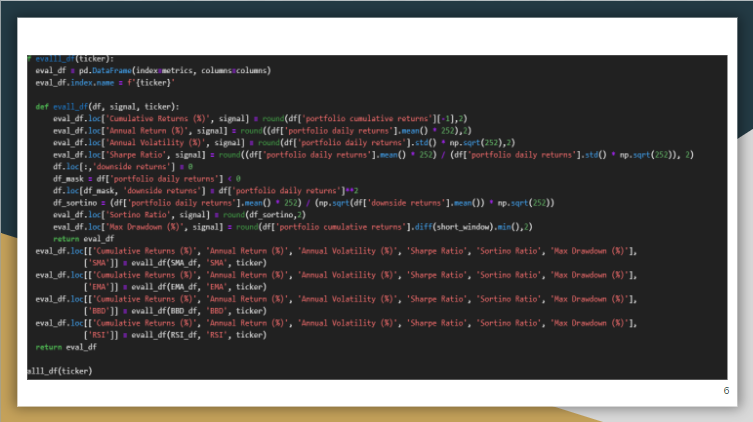 f evalll_df(ticker):
eval_df = pd.DataFrame(index=metrics, columns=columns)
eval_df.index.name = f'{ticker}'
def evall_df(df, signal, ticker):
eval_df.loc['Cumulative Returns (%)', signal] = round(df['portfolio cumulative returns'][-1],2)
eval_df.loc['Annual Return (%)', signal] = round((df['portfolio daily returns'].mean() * 252),2)
eval_df.loc['Annual Volatility (%)', signal] = round(df['portfolio daily returns'].std() * np.sqrt(252),2)
eval_df.loc['Sharpe Ratio', signal] = round((df['portfolio daily returns'].mean() * 252) / (df['portfolio daily returns'].std() * np.sqrt(252)), 2)
df.loc[:,'downside returns'] = 0
df_mask = df['portfolio daily returns'] < 0
df.loc[df_mask, 'downside returns'] = df['portfolio daily returns']**2
df_sortino = (df['portfolio daily returns'].mean() * 252) / (np.sqrt(df['downside returns'].mean()) * np.sqrt(252))
eval_df.loc['Sortino Ratio', signal] = round(df_sortino,2)
eval_df.loc['Max Drawdown (%)', signal] = round(df['portfolio cumulative returns'].diff(short_window).min(),2)
return eval_df
eval_df.loc[['Cumulative Returns (%)', 'Annual Return (%)', 'Annual Volatility (%)', 'Sharpe Ratio', 'Sortino Ratio', 'Max Drawdown (%)'],
['SMA']] = evall_df(SMA_df, 'SMA', ticker)
eval_df.loc[['Cumulative Returns (%)', 'Annual Return (%)', 'Annual Volatility (%)', 'Sharpe Ratio', 'Sortino Ratio', 'Max Drawdown (%)'],
['EMA']] = evall_df(EMA_df, 'EMA', ticker)
eval_df.loc[['Cumulative Returns (%)', 'Annual Return (%)', 'Annual Volatility (%)', 'Sharpe Ratio', 'Sortino Ratio', 'Max Drawdown (%)'],
['BBD']] = evall_df(BBD_df, 'BBD', ticker)
eval_df.loc[['Cumulative Returns (%)', 'Annual Return (%)', 'Annual Volatility (%)', 'Sharpe Ratio', 'Sortino Ratio', 'Max Drawdown (%)'],
['RSI']] = evall_df(RSI_df, 'RSI', ticker)
return eval_df
alll_df(ticker)
6